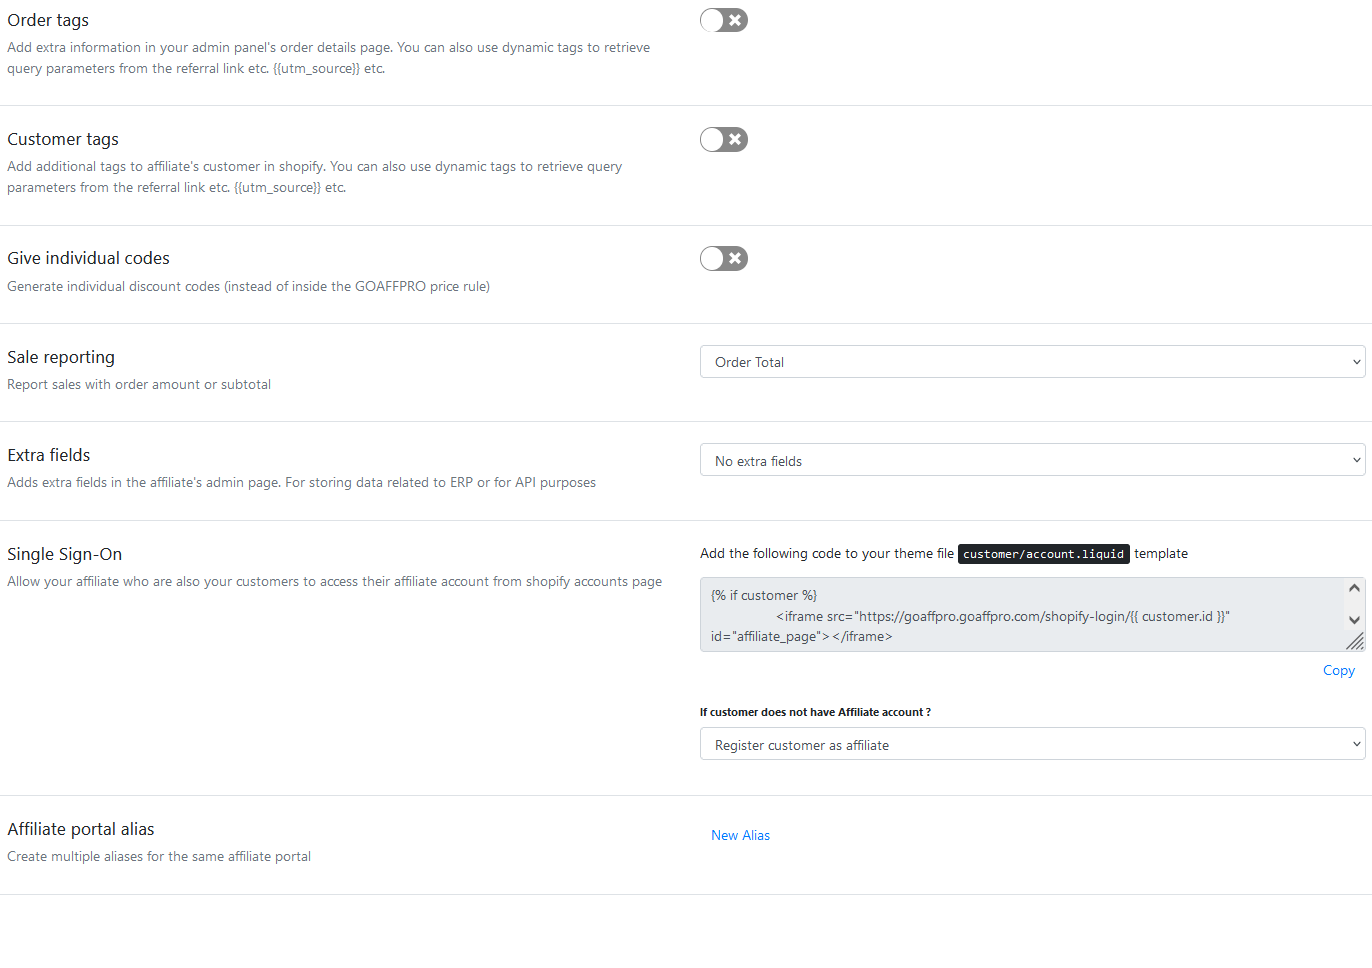 Order tags
Add extra information in your admin panel's order details page. You can also use dynamic tags to retrieve
query parameters from the referral link etc. {{utm_source}} etc.
Customer tags
Add additional tags to affiliate's customer in shopify. You can also use dynamic tags to retrieve query
parameters from the referral link etc. {{utm_source}} etc.
Give individual codes
Generate individual discount codes (instead of inside the GOAFFPRO price rule)
Sale reporting
Order Total
Report sales with order amount or subtotal
Extra fields
No extra fields
Adds extra fields in the affiliate's admin page. For storing data related to ERP or for API purposes
Single Sign-On
Allow your affiliate who are also your customers to access their affiliate account from shopify accounts page
Add the following code to your theme file customer/account.liquid template
{% if customer %}
<iframe src="https://goaffpro.goaffpro.com/shopify-login/{{ customer.id }}"
id="affiliate_page"></iframe>
Copy
If customer does not have Affiliate account ?
Register customer as affiliate
Affiliate portal alias
Create multiple aliases for the same affiliate portal
New Alias